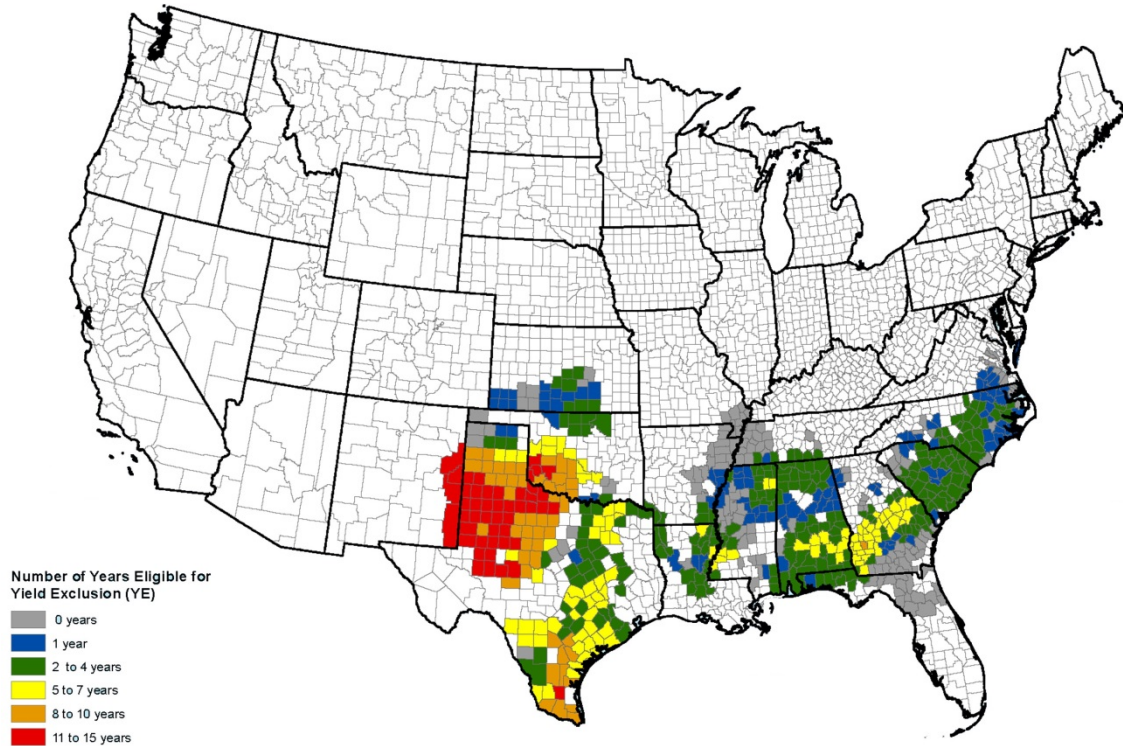 Number of Years Eligible for
Yield Exclusion (YE)
0 years
1 year
2 to 4 years
5 to 7 years
8 to 10 years
11 to 15 years